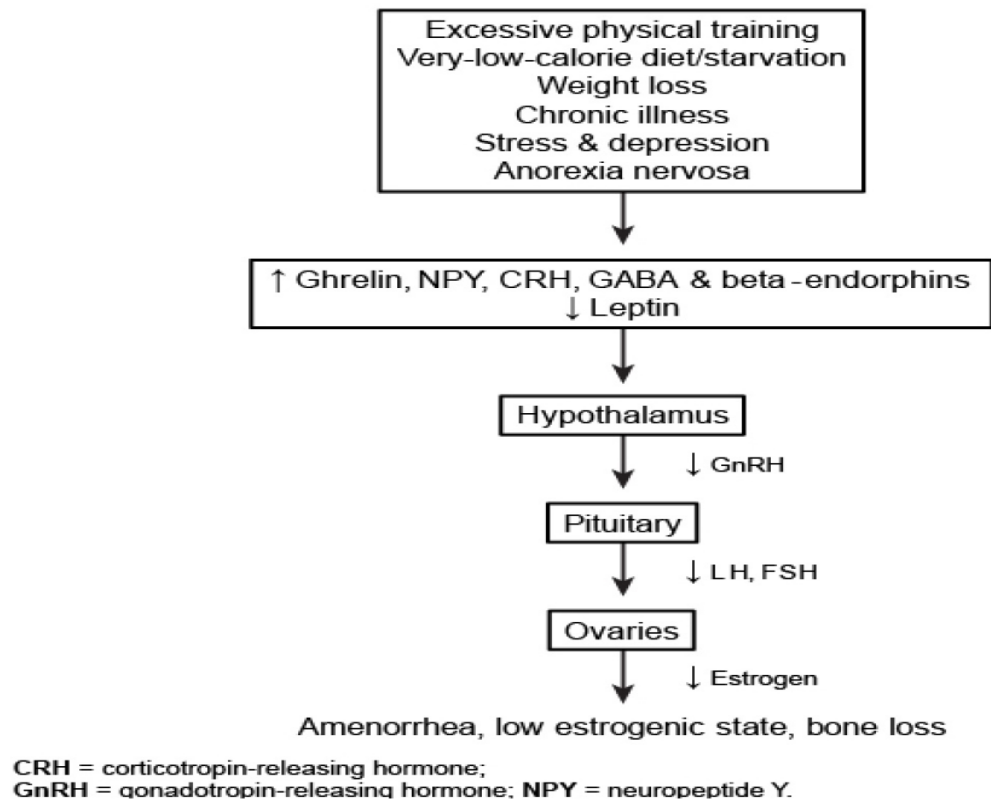 Excessive physical training
Very-low-calorie diet/starvation
Weight loss
Chronic illness
Stress & depression
Anorexia nervosa
↑ Ghrelin, NPY, CRH, GABA & beta-endorphins
↓ Leptin
Hypothalamus
↓ GnRH
Pituitary
↓ LH, FSH
Ovaries
↓ Estrogen
Amenorrhea, low estrogenic state, bone loss
CRH = corticotropin-releasing hormone;
GnRH = gonadotropin-releasing hormone; NPY = neuropeptide Y.